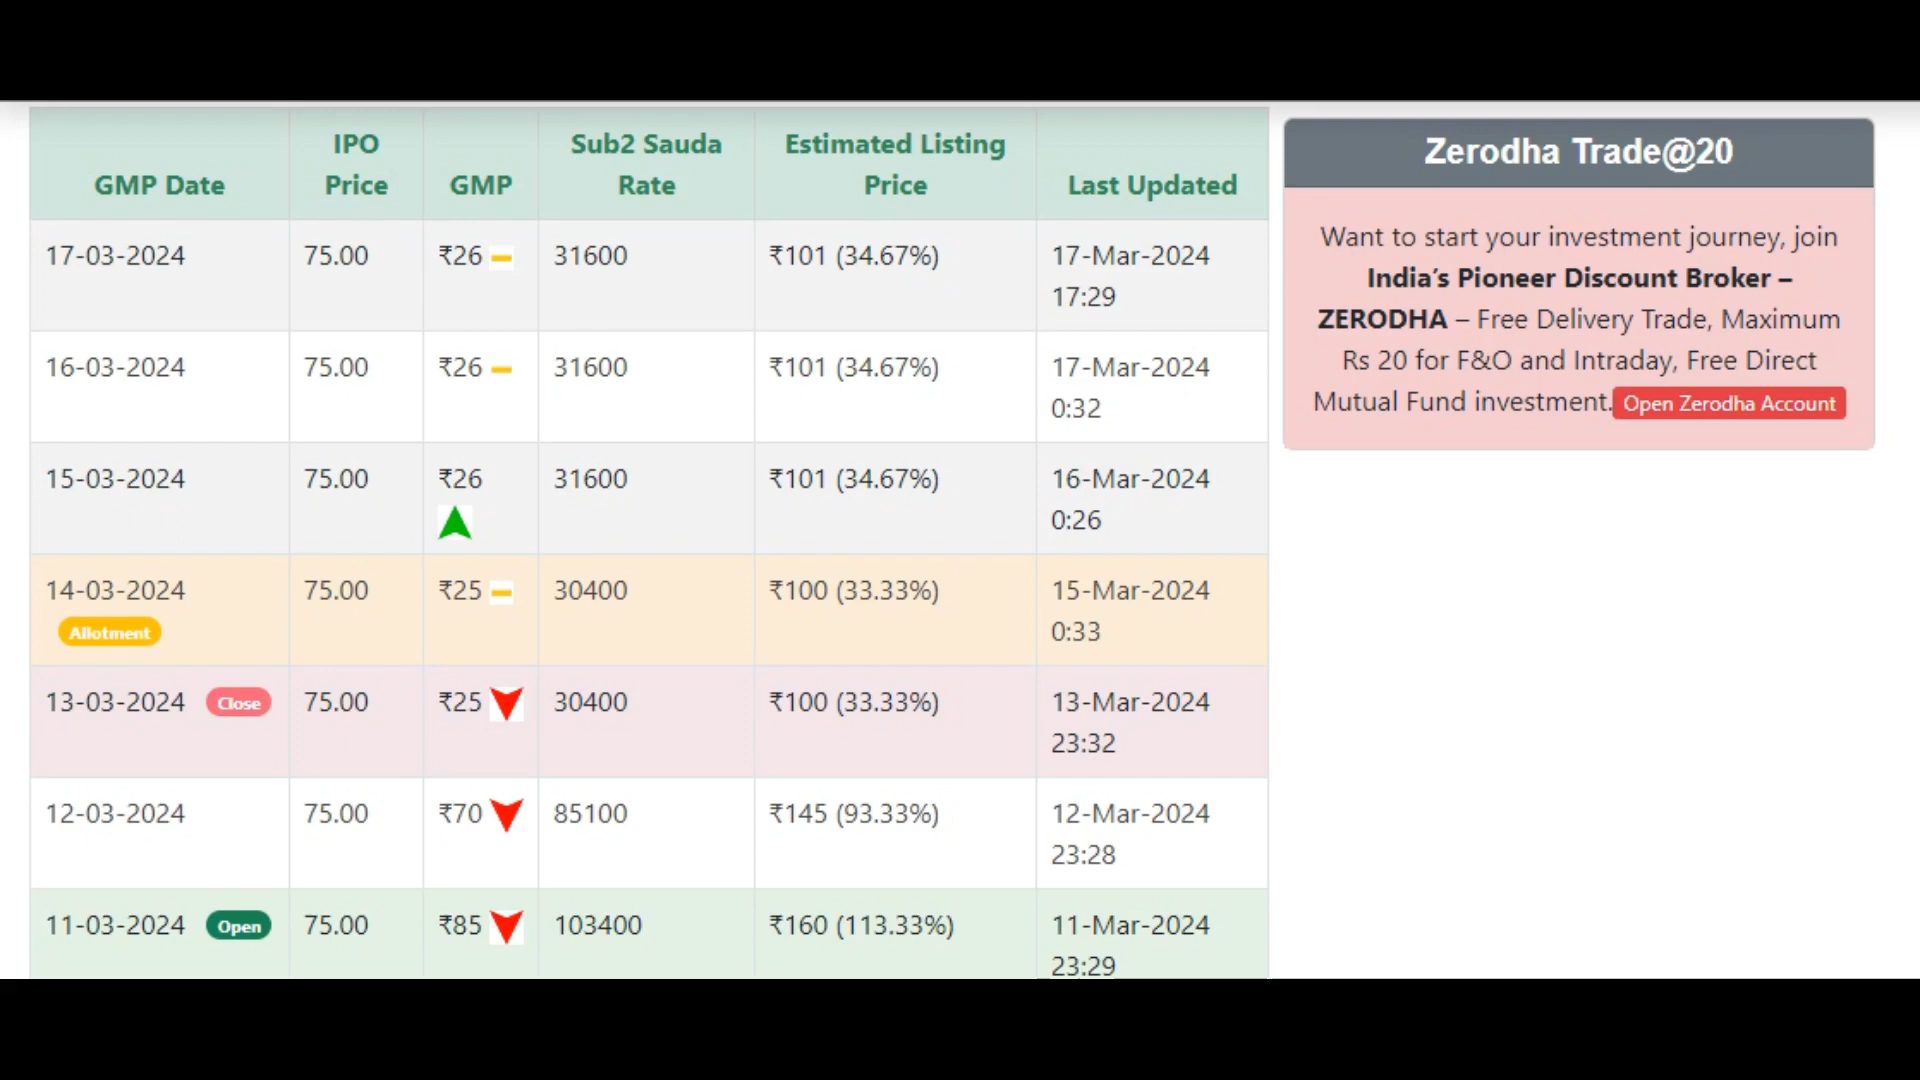 GMP Date | IPO Price | GMP | Sub2 Sauda Rate | Estimated Listing Price | Last Updated
17-03-2024 | 75.00 | ₹26 | 31600 | ₹101 (34.67%) | 17-Mar-2024 17:29
16-03-2024 | 75.00 | ₹26 | 31600 | ₹101 (34.67%) | 17-Mar-2024 0:32
15-03-2024 | 75.00 | ₹26 | 31600 | ₹101 (34.67%) | 16-Mar-2024 0:26
14-03-2024 Allotment | 75.00 | ₹25 | 30400 | ₹100 (33.33%) | 15-Mar-2024 0:33
13-03-2024 Close | 75.00 | ₹25 | 30400 | ₹100 (33.33%) | 13-Mar-2024 23:32
12-03-2024 | 75.00 | ₹70 | 85100 | ₹145 (93.33%) | 12-Mar-2024 23:28
11-03-2024 Open | 75.00 | ₹85 | 103400 | ₹160 (113.33%) | 11-Mar-2024 23:29
Zerodha Trade@20
Want to start your investment journey, join
India’s Pioneer Discount Broker –
ZERODHA – Free Delivery Trade, Maximum
Rs 20 for F&O and Intraday, Free Direct
Mutual Fund investment. Open Zerodha Account